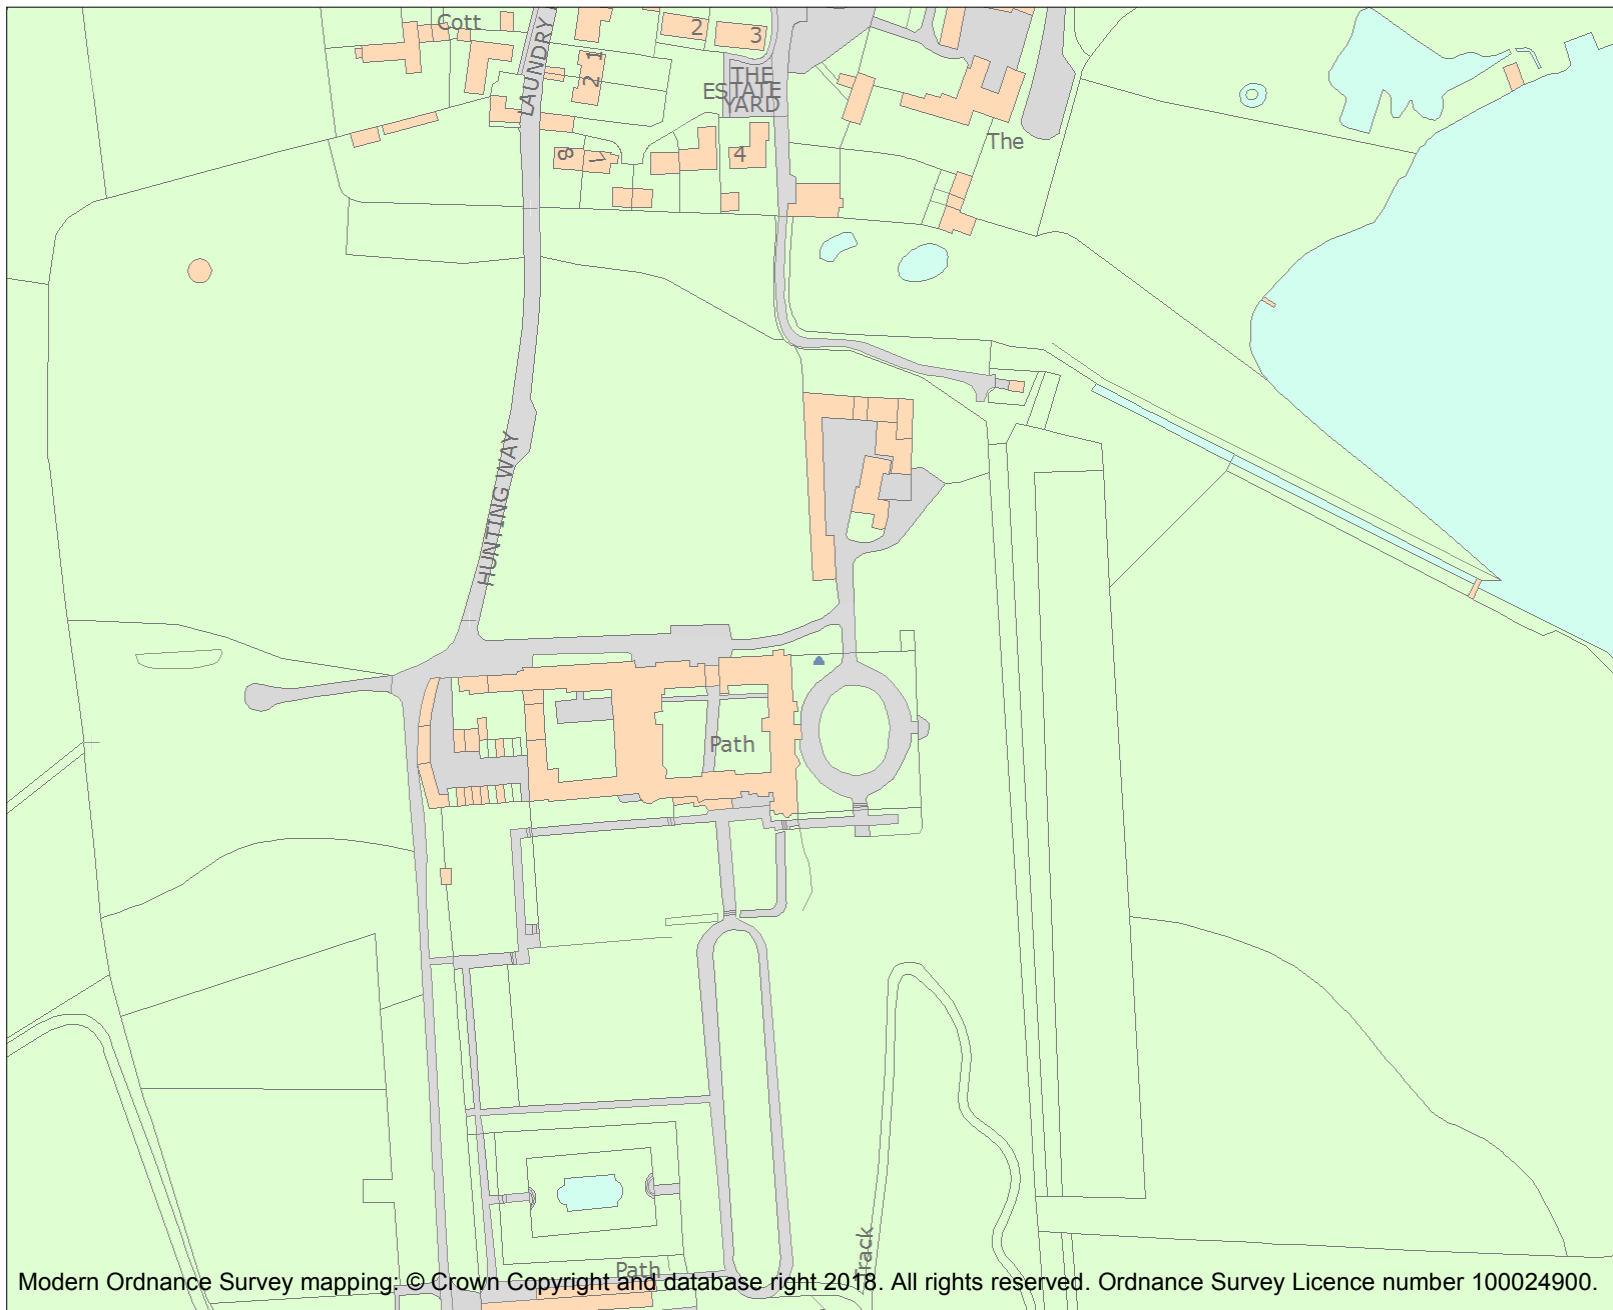 Cott
LAUNDRY
1
2
2
3
THE
ESTATE
YARD
The
8
7
4
HUNTING WAY
Path
Track
Path
Modern Ordnance Survey mapping: © Crown Copyright and database right 2018. All rights reserved. Ordnance Survey Licence number 100024900.